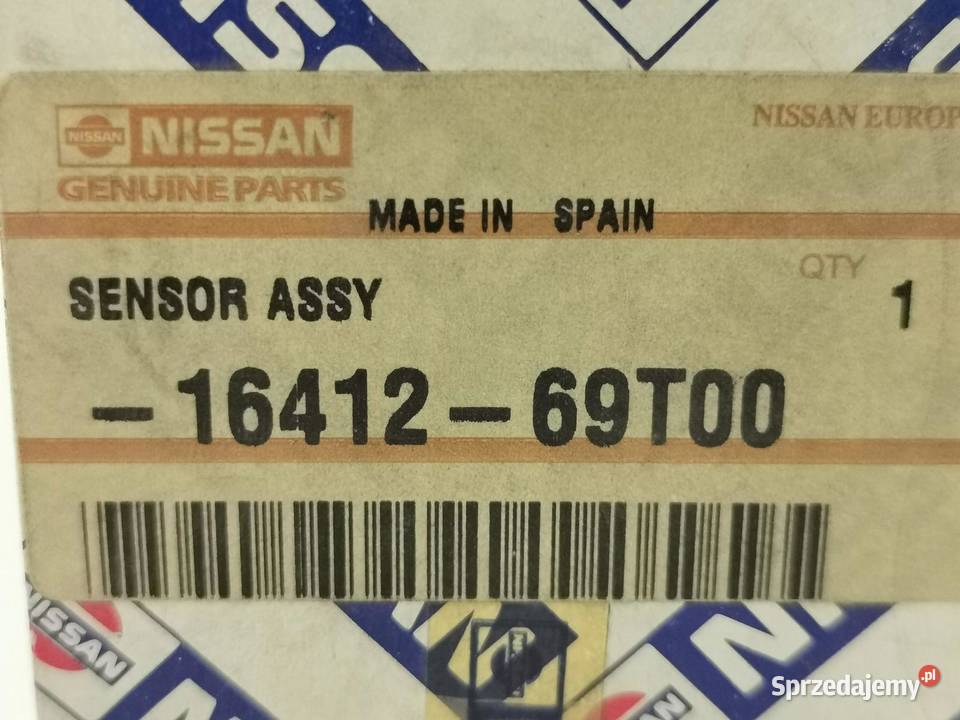 NISSAN
NISSAN
NISSAN EUROP
GENUINE PARTS
MADE IN SPAIN
QTY
SENSOR ASSY
1
-16412-69T00
NISSAN
Sprzedajemy.pl